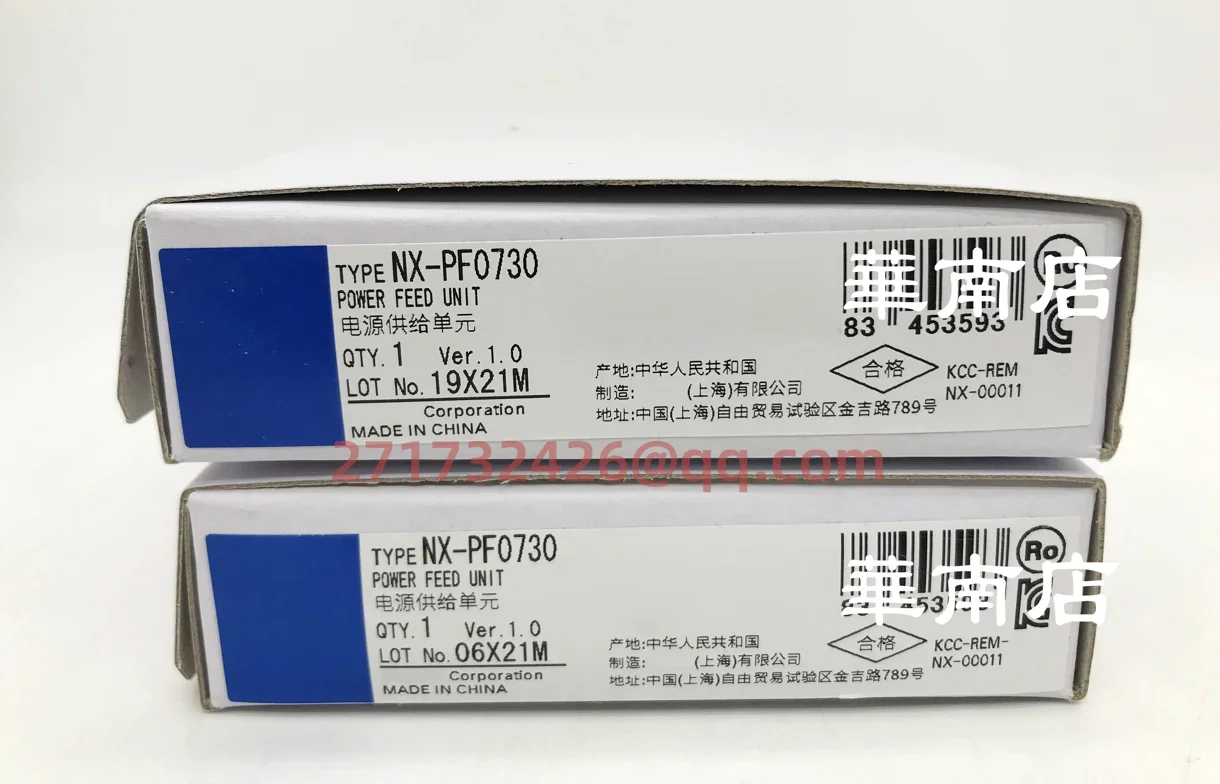 TYPE NX-PF0730
POWER FEED UNIT
电源供给单元
QTY. 1 Ver.1.0
LOT No. 19X21M
Corporation
MADE IN CHINA
产地:中华人民共和国
制造: (上海)有限公司
地址:中国(上海)自由贸易试验区金吉路789号
華南店
83 453593
合格
KCC-REM
NX-00011
271732426@qq.com
TYPE NX-PF0730
POWER FEED UNIT
电源供给单元
QTY. 1 Ver.1.0
LOT No. 06X21M
Corporation
MADE IN CHINA
产地:中华人民共和国
制造: (上海)有限公司
地址:中国(上海)自由贸易试验区金吉路789号
Ro
華南店
合格
KCC-REM-
NX-00011